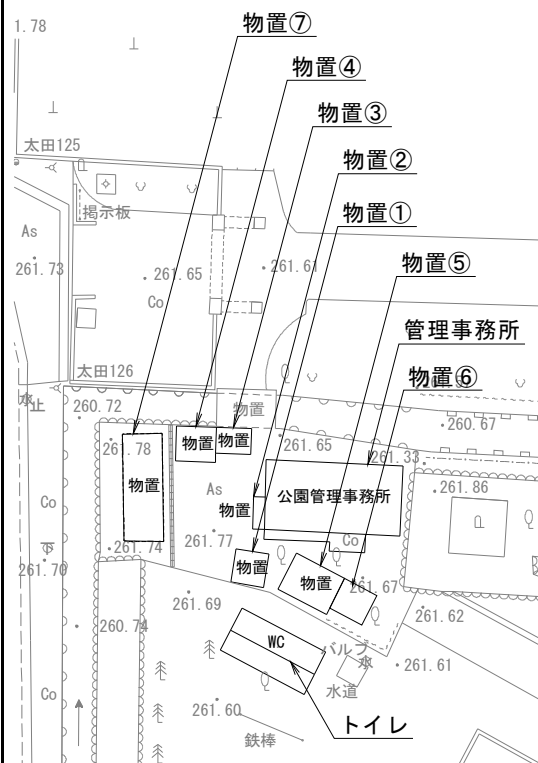 物置⑦
1.78
物置④
物置③
太田125
物置②
掲示板
物置①
As
261.73
261.65
261.61
Co
物置⑤
管理事務所
太田126
物置⑥
止
260.72
物置
260.67
261.78
物置
物置
261.65
261.33
物置
As
261.86
公園管理事務所
Co
物置
261.77
Co
261.74
261.70
物置
物置
261.67
261.69
261.62
260.74
WC
バルブ
水
261.61
水道
Co
261.60
トイレ
鉄棒